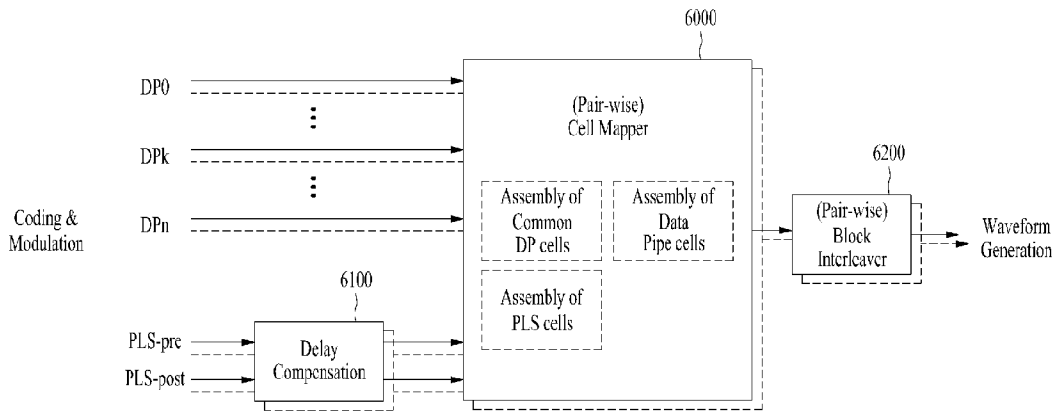 6000
DP0
(Pair-wise)
Cell Mapper
DPk
6200
Assembly of
Common
DP cells
Assembly of
Data
Pipe cells
(Pair-wise)
Block
Interleaver
Coding &
Modulation
DPn
Waveform
Generation
6100
Assembly of
PLS cells
PLS-pre
PLS-post
Delay
Compensation